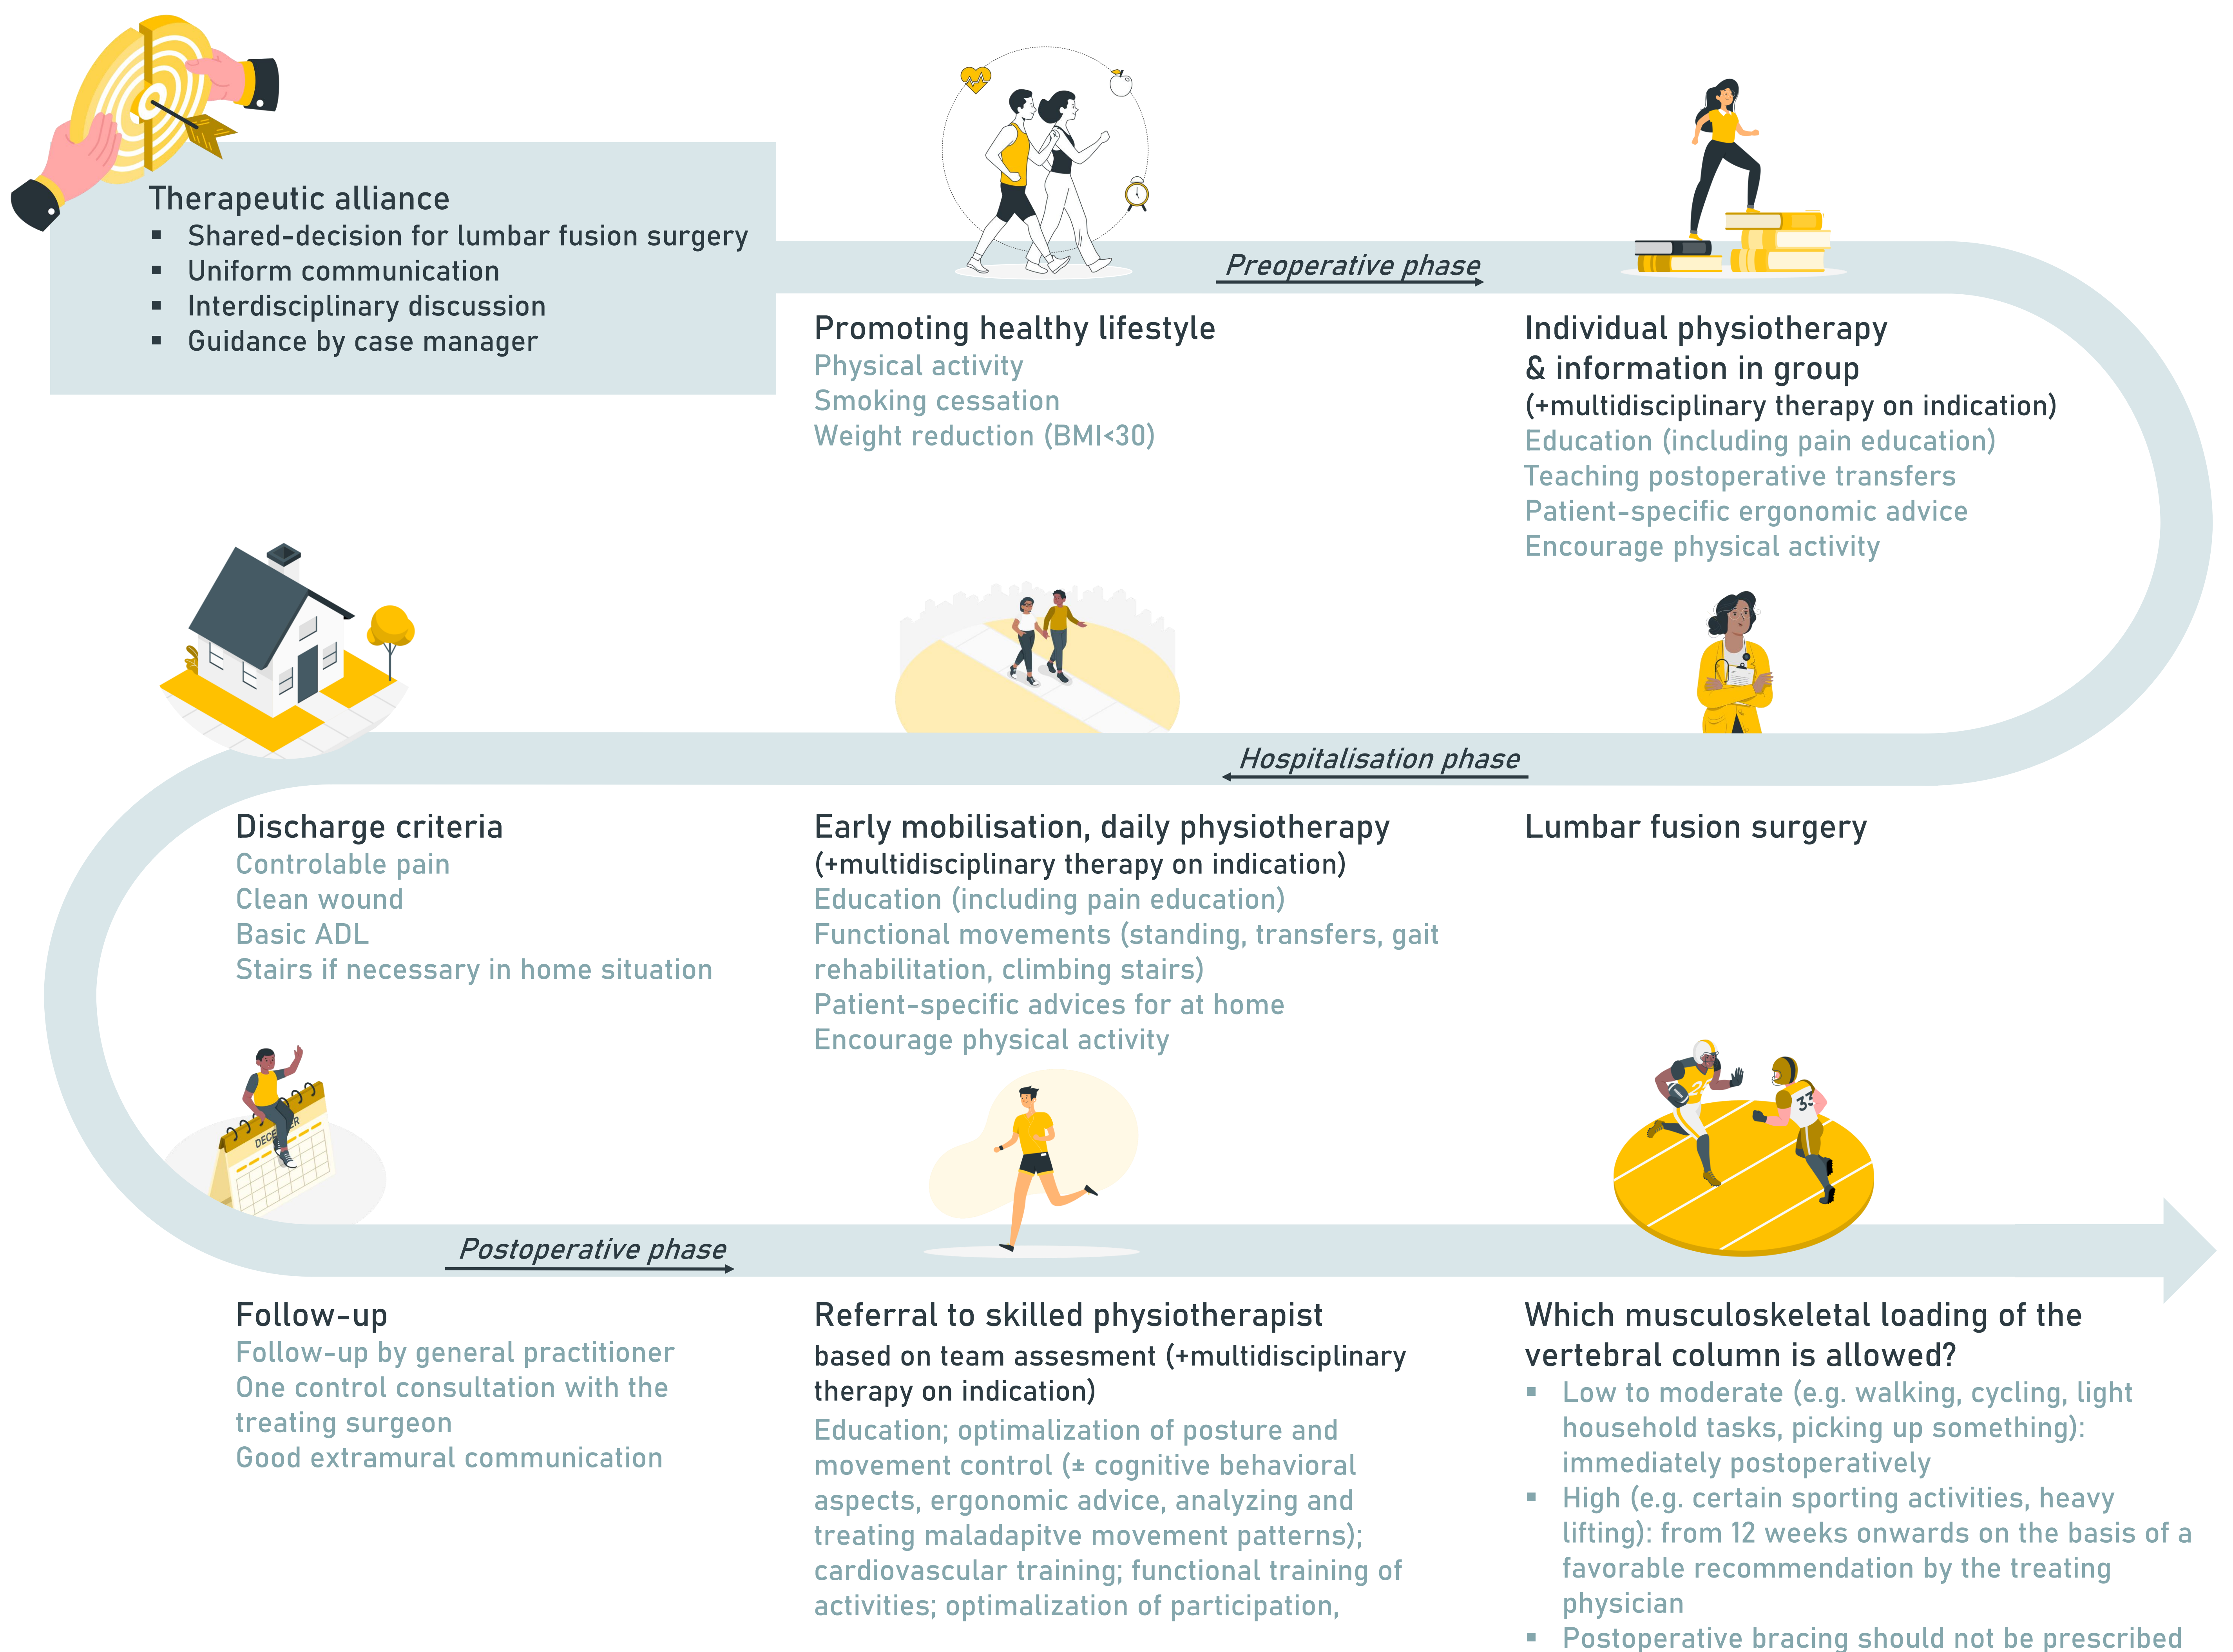 Therapeutic alliance
▪ Shared-decision for lumbar fusion surgery
▪ Uniform communication
▪ Interdisciplinary discussion
▪ Guidance by case manager
Preoperative phase
Promoting healthy lifestyle
Physical activity
Smoking cessation
Weight reduction (BMI<30)
Individual physiotherapy
& information in group
(+multidisciplinary therapy on indication)
Education (including pain education)
Teaching postoperative transfers
Patient-specific ergonomic advice
Encourage physical activity
Hospitalisation phase
Lumbar fusion surgery
Early mobilisation, daily physiotherapy
(+multidisciplinary therapy on indication)
Education (including pain education)
Functional movements (standing, transfers, gait
rehabilitation, climbing stairs)
Patient-specific advices for at home
Encourage physical activity
Discharge criteria
Controlable pain
Clean wound
Basic ADL
Stairs if necessary in home situation
Postoperative phase
Follow-up
Follow-up by general practitioner
One control consultation with the
treating surgeon
Good extramural communication
Referral to skilled physiotherapist
based on team assesment (+multidisciplinary
therapy on indication)
Education; optimalization of posture and
movement control (± cognitive behavioral
aspects, ergonomic advice, analyzing and
treating maladapitve movement patterns);
cardiovascular training; functional training of
activities; optimalization of participation,
33
Which musculoskeletal loading of the
vertebral column is allowed?
▪ Low to moderate (e.g. walking, cycling, light
household tasks, picking up something):
immediately postoperatively
▪ High (e.g. certain sporting activities, heavy
lifting): from 12 weeks onwards on the basis of a
favorable recommendation by the treating
physician
▪ Postoperative bracing should not be prescribed